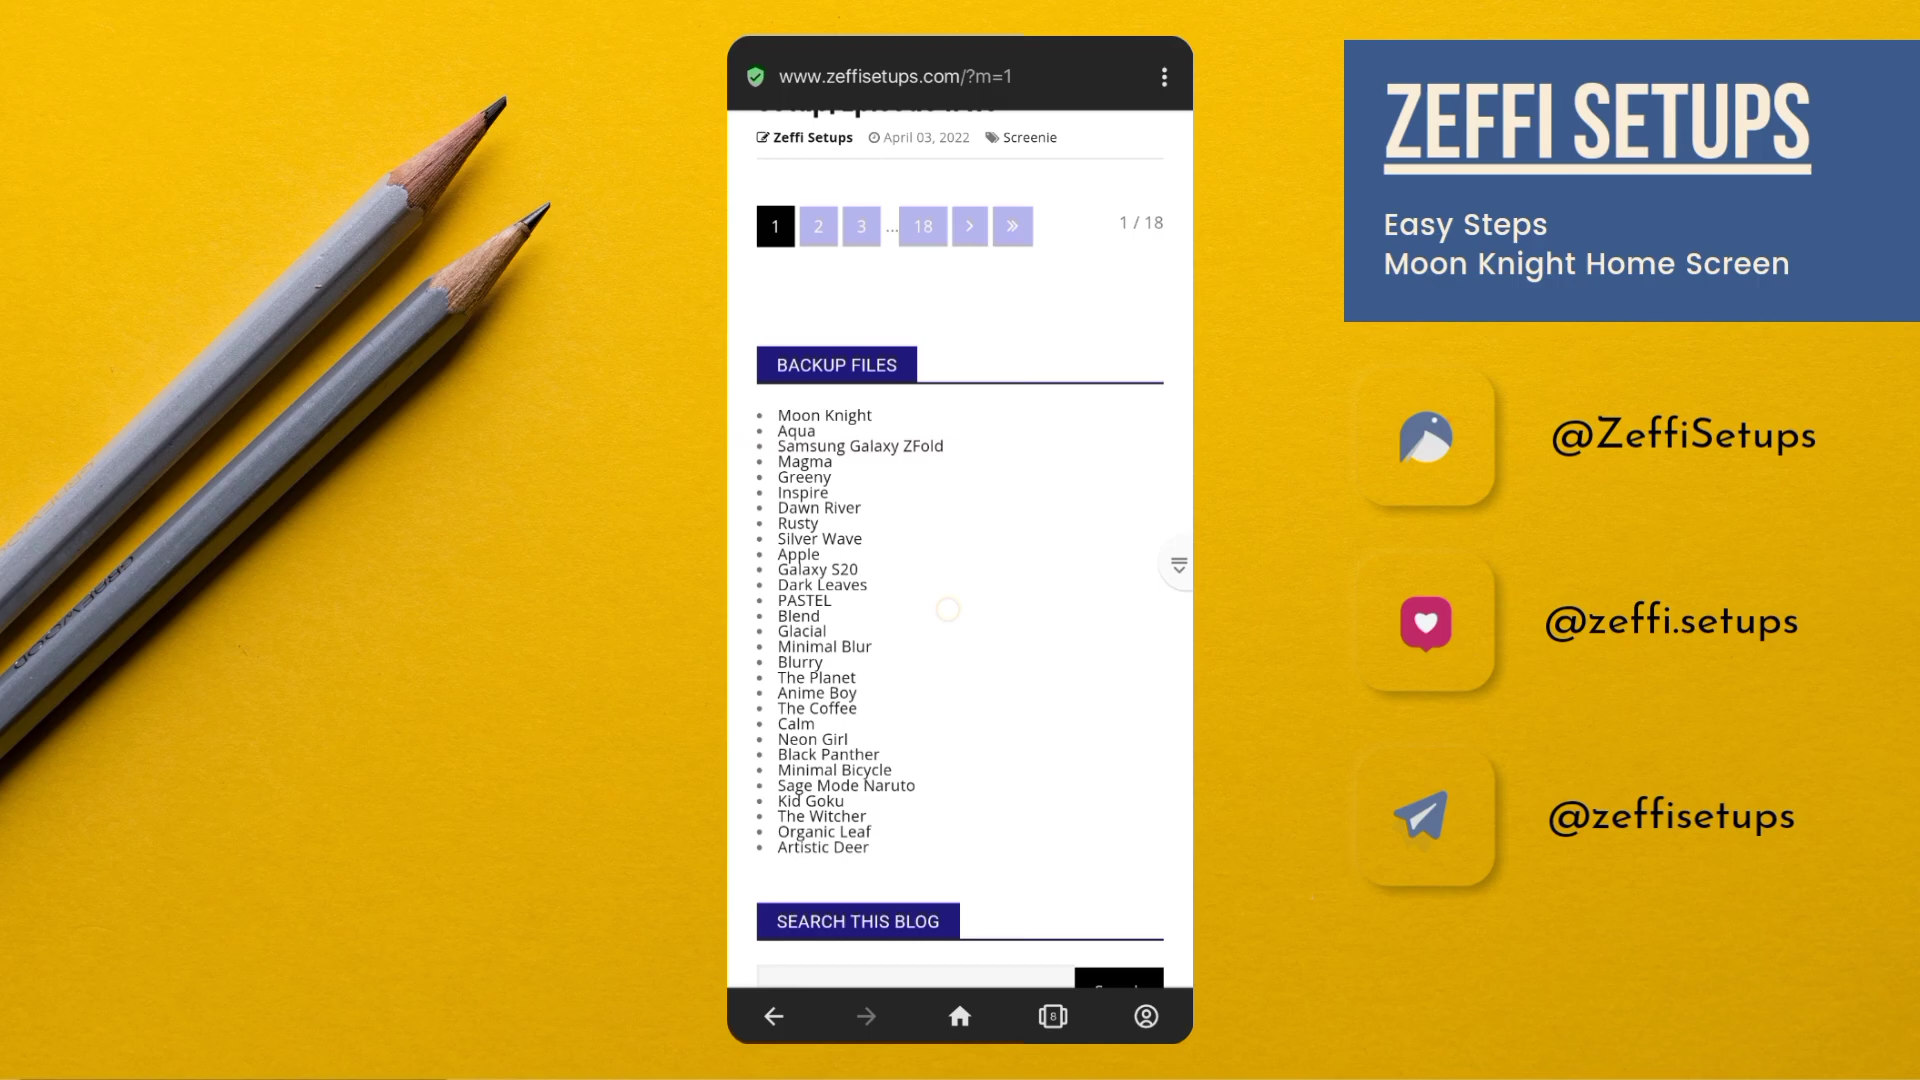 www.zeffisetups.com/?m=1
Zeffi Setups April 03, 2022 Screenie
1 2 3 ... 18 1 / 18
BACKUP FILES
Moon Knight
Aqua
Samsung Galaxy ZFold
Magma
Greeny
Inspire
Dawn River
Rusty
Silver Wave
Apple
Galaxy S20
Dark Leaves
PASTEL
Blend
Glacial
Minimal Blur
Blurry
The Planet
Anime Boy
The Coffee
Calm
Neon Girl
Black Panther
Minimal Bicycle
Sage Mode Naruto
Kid Goku
The Witcher
Organic Leaf
Artistic Deer
SEARCH THIS BLOG
8
ZEFFI SETUPS
Easy Steps
Moon Knight Home Screen
@ZeffiSetups
@zeffi.setups
@zeffisetups